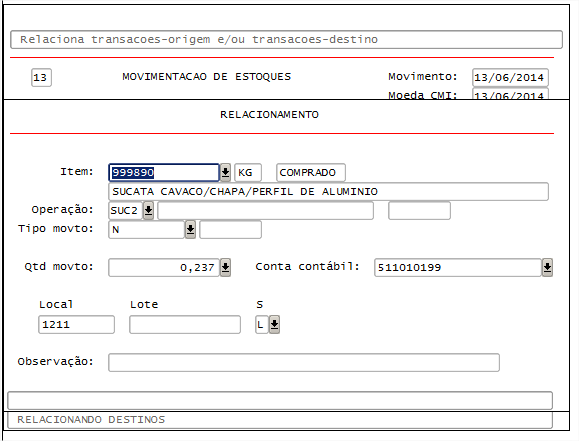 Relaciona transacoes-origem e/ou transacoes-destino
13 MOVIMENTACAO DE ESTOQUES Movimento: 13/06/2014
Moeda CMI: 13/06/2014
RELACIONAMENTO
Item: 999890 KG COMPRADO
SUCATA CAVACO/CHAPA/PERFIL DE ALUMINIO
Operação: SUC2
Tipo movto: N
Qtd movto: 0,237 Conta contábil: 511010199
Local Lote S
1211 L
Observação:
RELACIONANDO DESTINOS